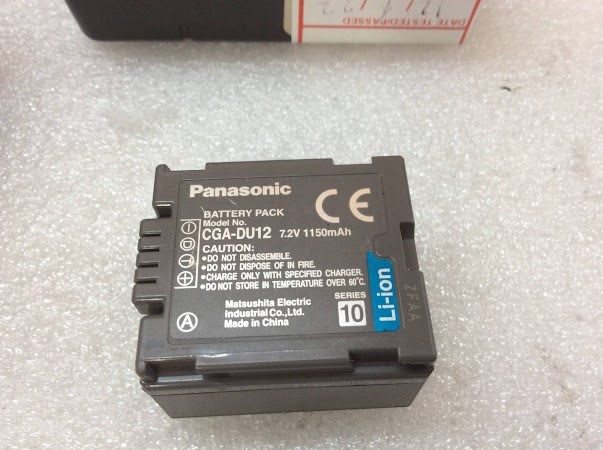 DATE TESTED/PASSED
Panasonic
CE
BATTERY PACK
Model No.
CGA-DU12 7.2V 1150mAh
CAUTION:
•DO NOT DISASSEMBLE.
•DO NOT DISPOSE OF IN FIRE.
•CHARGE ONLY WITH SPECIFIED CHARGER.
•DO NOT STORE IN TEMPERATURE OVER 60°C.
Matsushita Electric
Industrial Co.,Ltd.
Made in China
SERIES
10
Li-ion
ZFAA
A